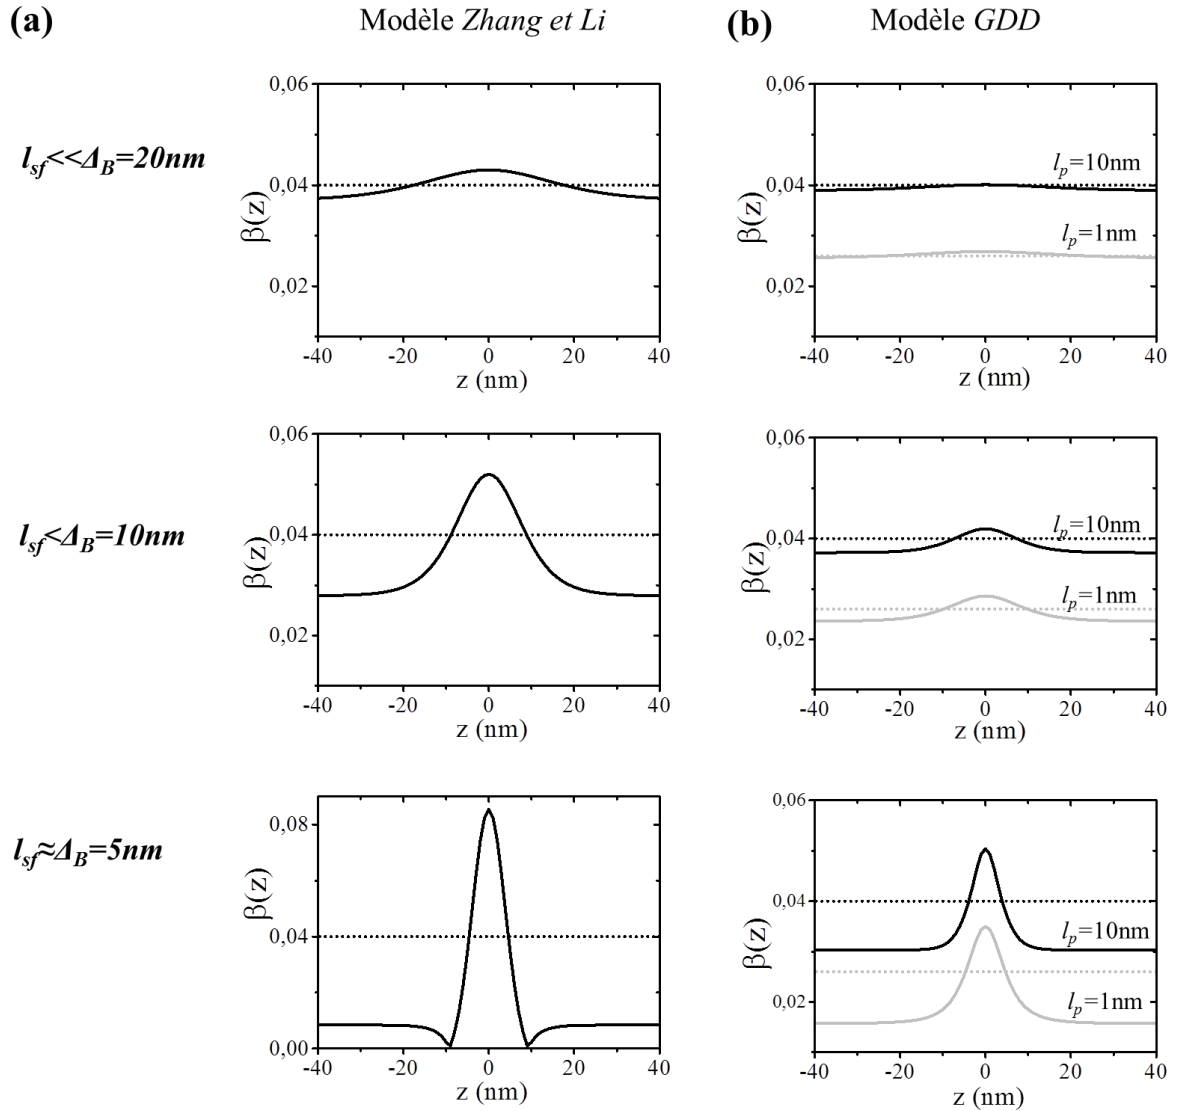 (a)
Modèle Zhang et Li
(b)
Modèle GDD
l_sf<<Δ_B=20nm
0,06
0,04
0,02
β(z)
-40 -20 0 20 40
z (nm)
0,06
0,04
0,02
β(z)
l_p=10nm
l_p=1nm
-40 -20 0 20 40
z (nm)
l_sf<Δ_B=10nm
0,06
0,04
0,02
β(z)
-40 -20 0 20 40
z (nm)
0,06
0,04
0,02
β(z)
l_p=10nm
l_p=1nm
-40 -20 0 20 40
z (nm)
l_sf≈Δ_B=5nm
0,08
0,04
0,00
β(z)
-40 -20 0 20 40
z (nm)
0,06
0,04
0,02
β(z)
l_p=10nm
l_p=1nm
-40 -20 0 20 40
z (nm)